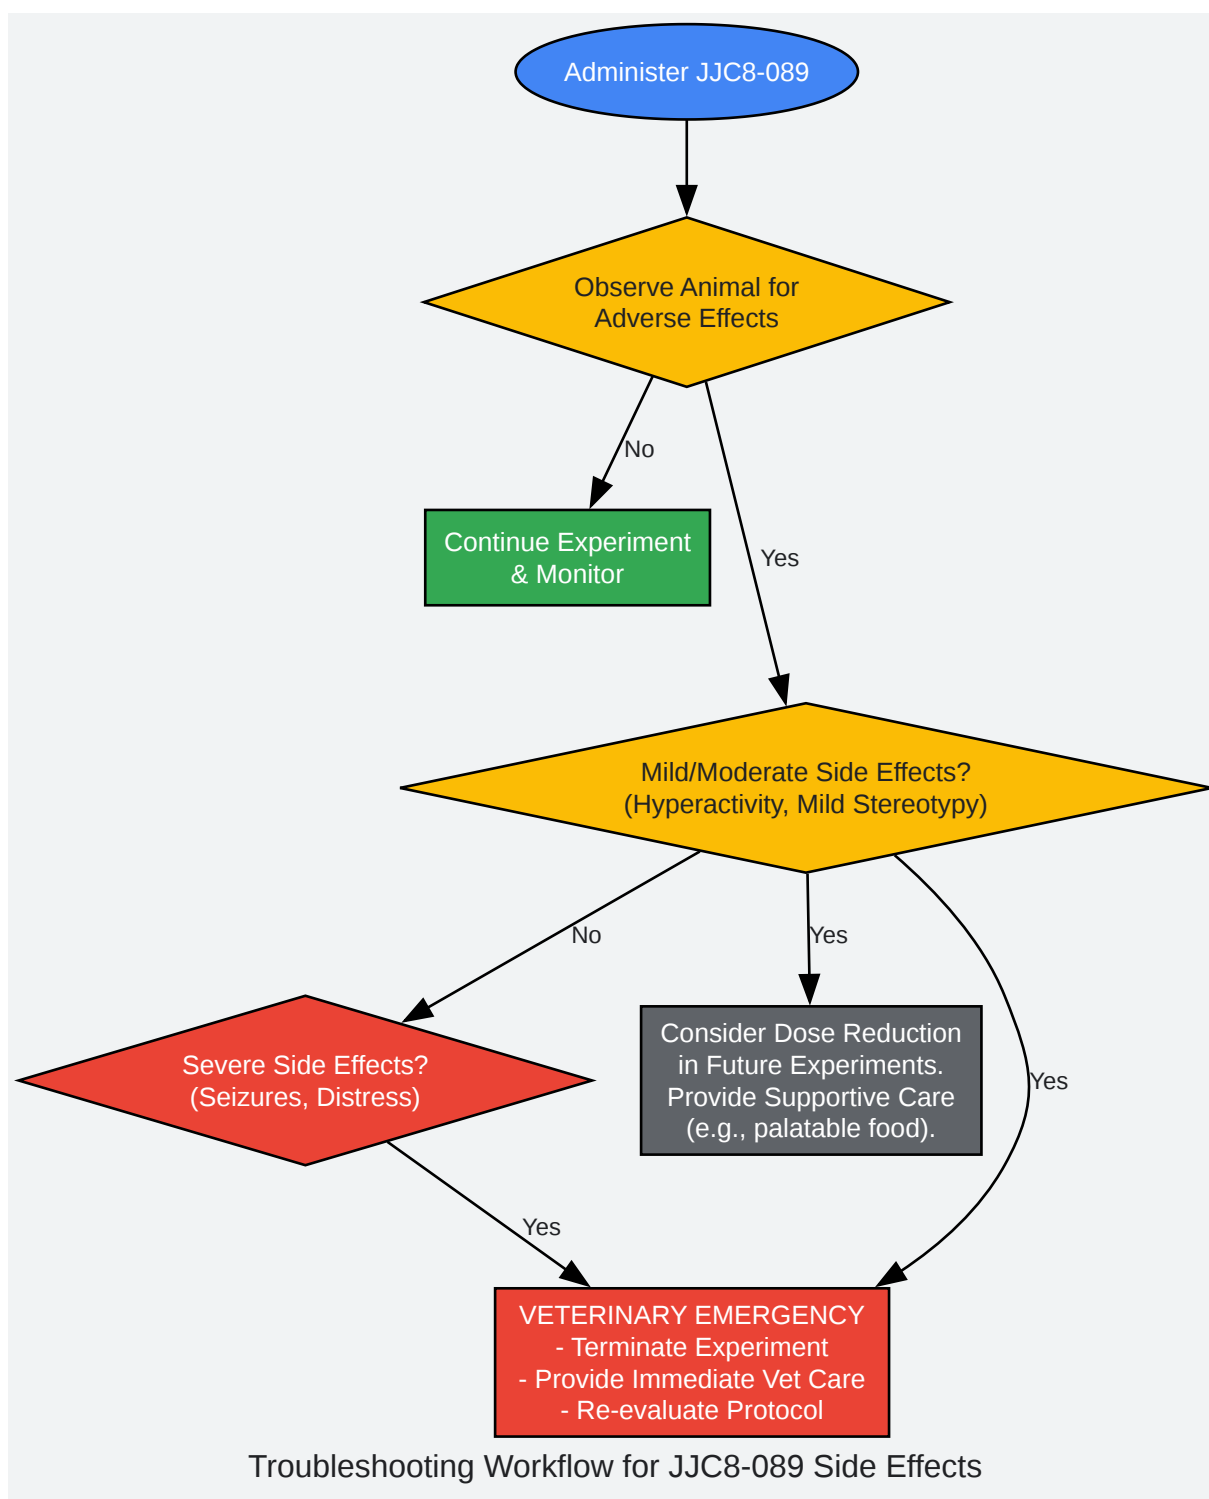 Administer JJC8-089
Observe Animal for
Adverse Effects
No
Continue Experiment
& Monitor
Yes
Mild/Moderate Side Effects?
(Hyperactivity, Mild Stereotypy)
No
Yes
Severe Side Effects?
(Seizures, Distress)
Consider Dose Reduction
in Future Experiments.
Provide Supportive Care
(e.g., palatable food).
Yes
Yes
VETERINARY EMERGENCY
- Terminate Experiment
- Provide Immediate Vet Care
- Re-evaluate Protocol
Troubleshooting Workflow for JJC8-089 Side Effects